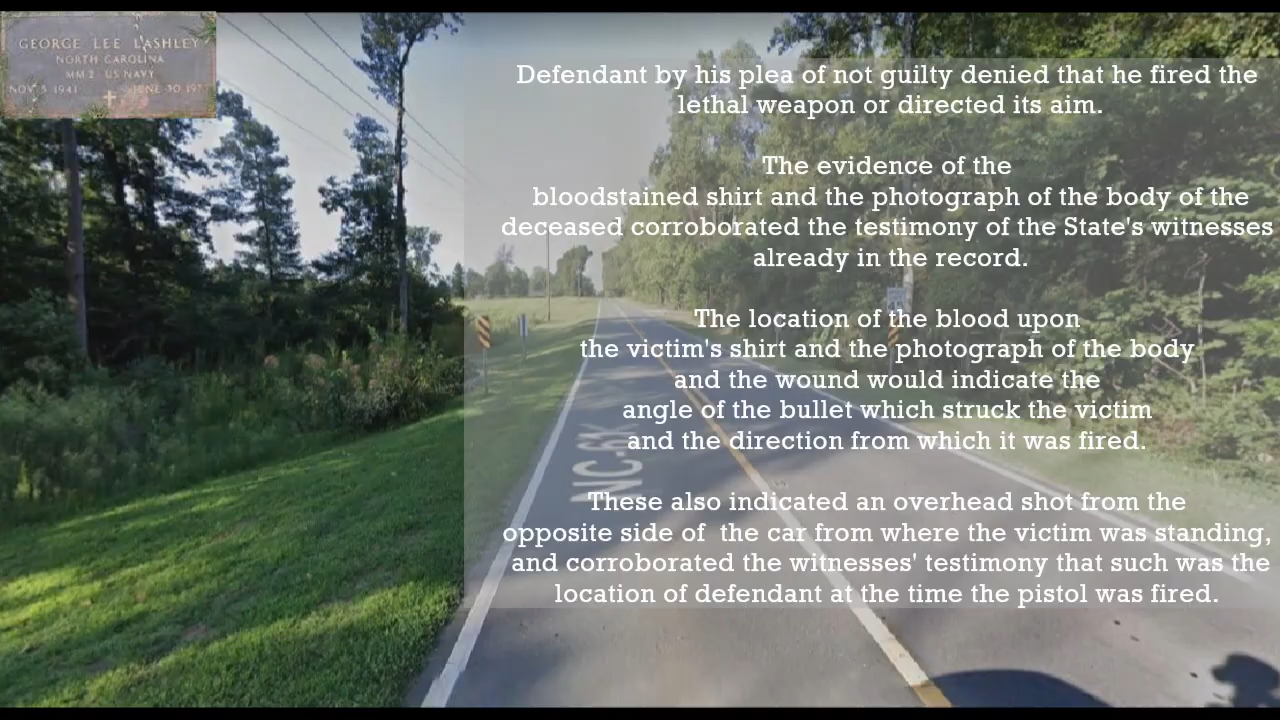 GEORGE LEE LASHLEY
NORTH CAROLINA
MM2 US NAVY
NOV 5 1941 JUNE 30
Defendant by his plea of not guilty denied that he fired the
lethal weapon or directed its aim.
The evidence of the
bloodstained shirt and the photograph of the body of the
deceased corroborated the testimony of the State's witnesses
already in the record.
The location of the blood upon
the victim's shirt and the photograph of the body
and the wound would indicate the
angle of the bullet which struck the victim
and the direction from which it was fired.
These also indicated an overhead shot from the
opposite side of the car from where the victim was standing,
and corroborated the witnesses' testimony that such was the
location of defendant at the time the pistol was fired.